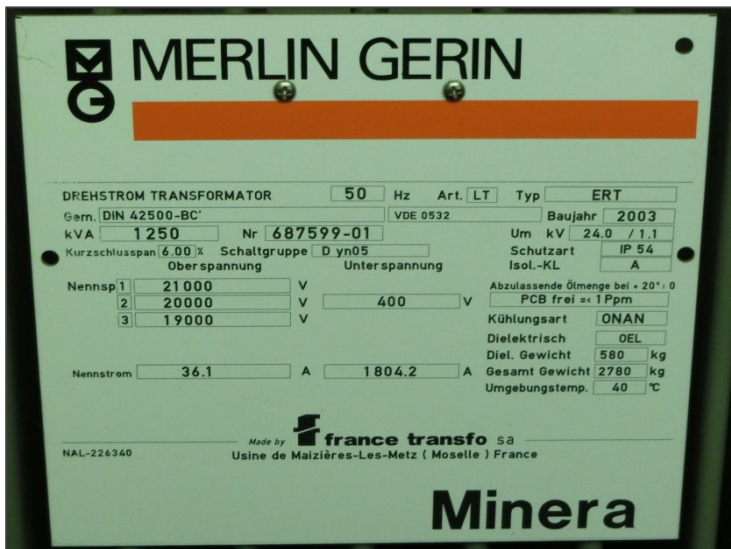 MG MERLIN GERIN
DREHSTROM TRANSFORMATOR 50 Hz Art. LT Typ ERT
Gem. DIN 42500-BC' VDE 0532 Baujahr 2003
kVA 1250 Nr 687599-01 Um kV 24.0 / 1.1
Kurzschlusspan 6.00 % Schaltgruppe D yn05 Schutzart IP 54
Oberspannung Unterspannung Isol.-KL A
Nennsp 1 21000 V Abzulassende Ölmenge bei + 20°: 0
2 20000 V 400 V PCB frei =< 1 Ppm
3 19000 V Kühlungsart ONAN
Dielektrisch OEL
Diel. Gewicht 580 kg
Nennstrom 36.1 A 1804.2 A Gesamt Gewicht 2780 kg
Umgebungstemp. 40 °C
Made by france transfo sa
NAL-226340 Usine de Maizières-Les-Metz ( Moselle ) France
Minera